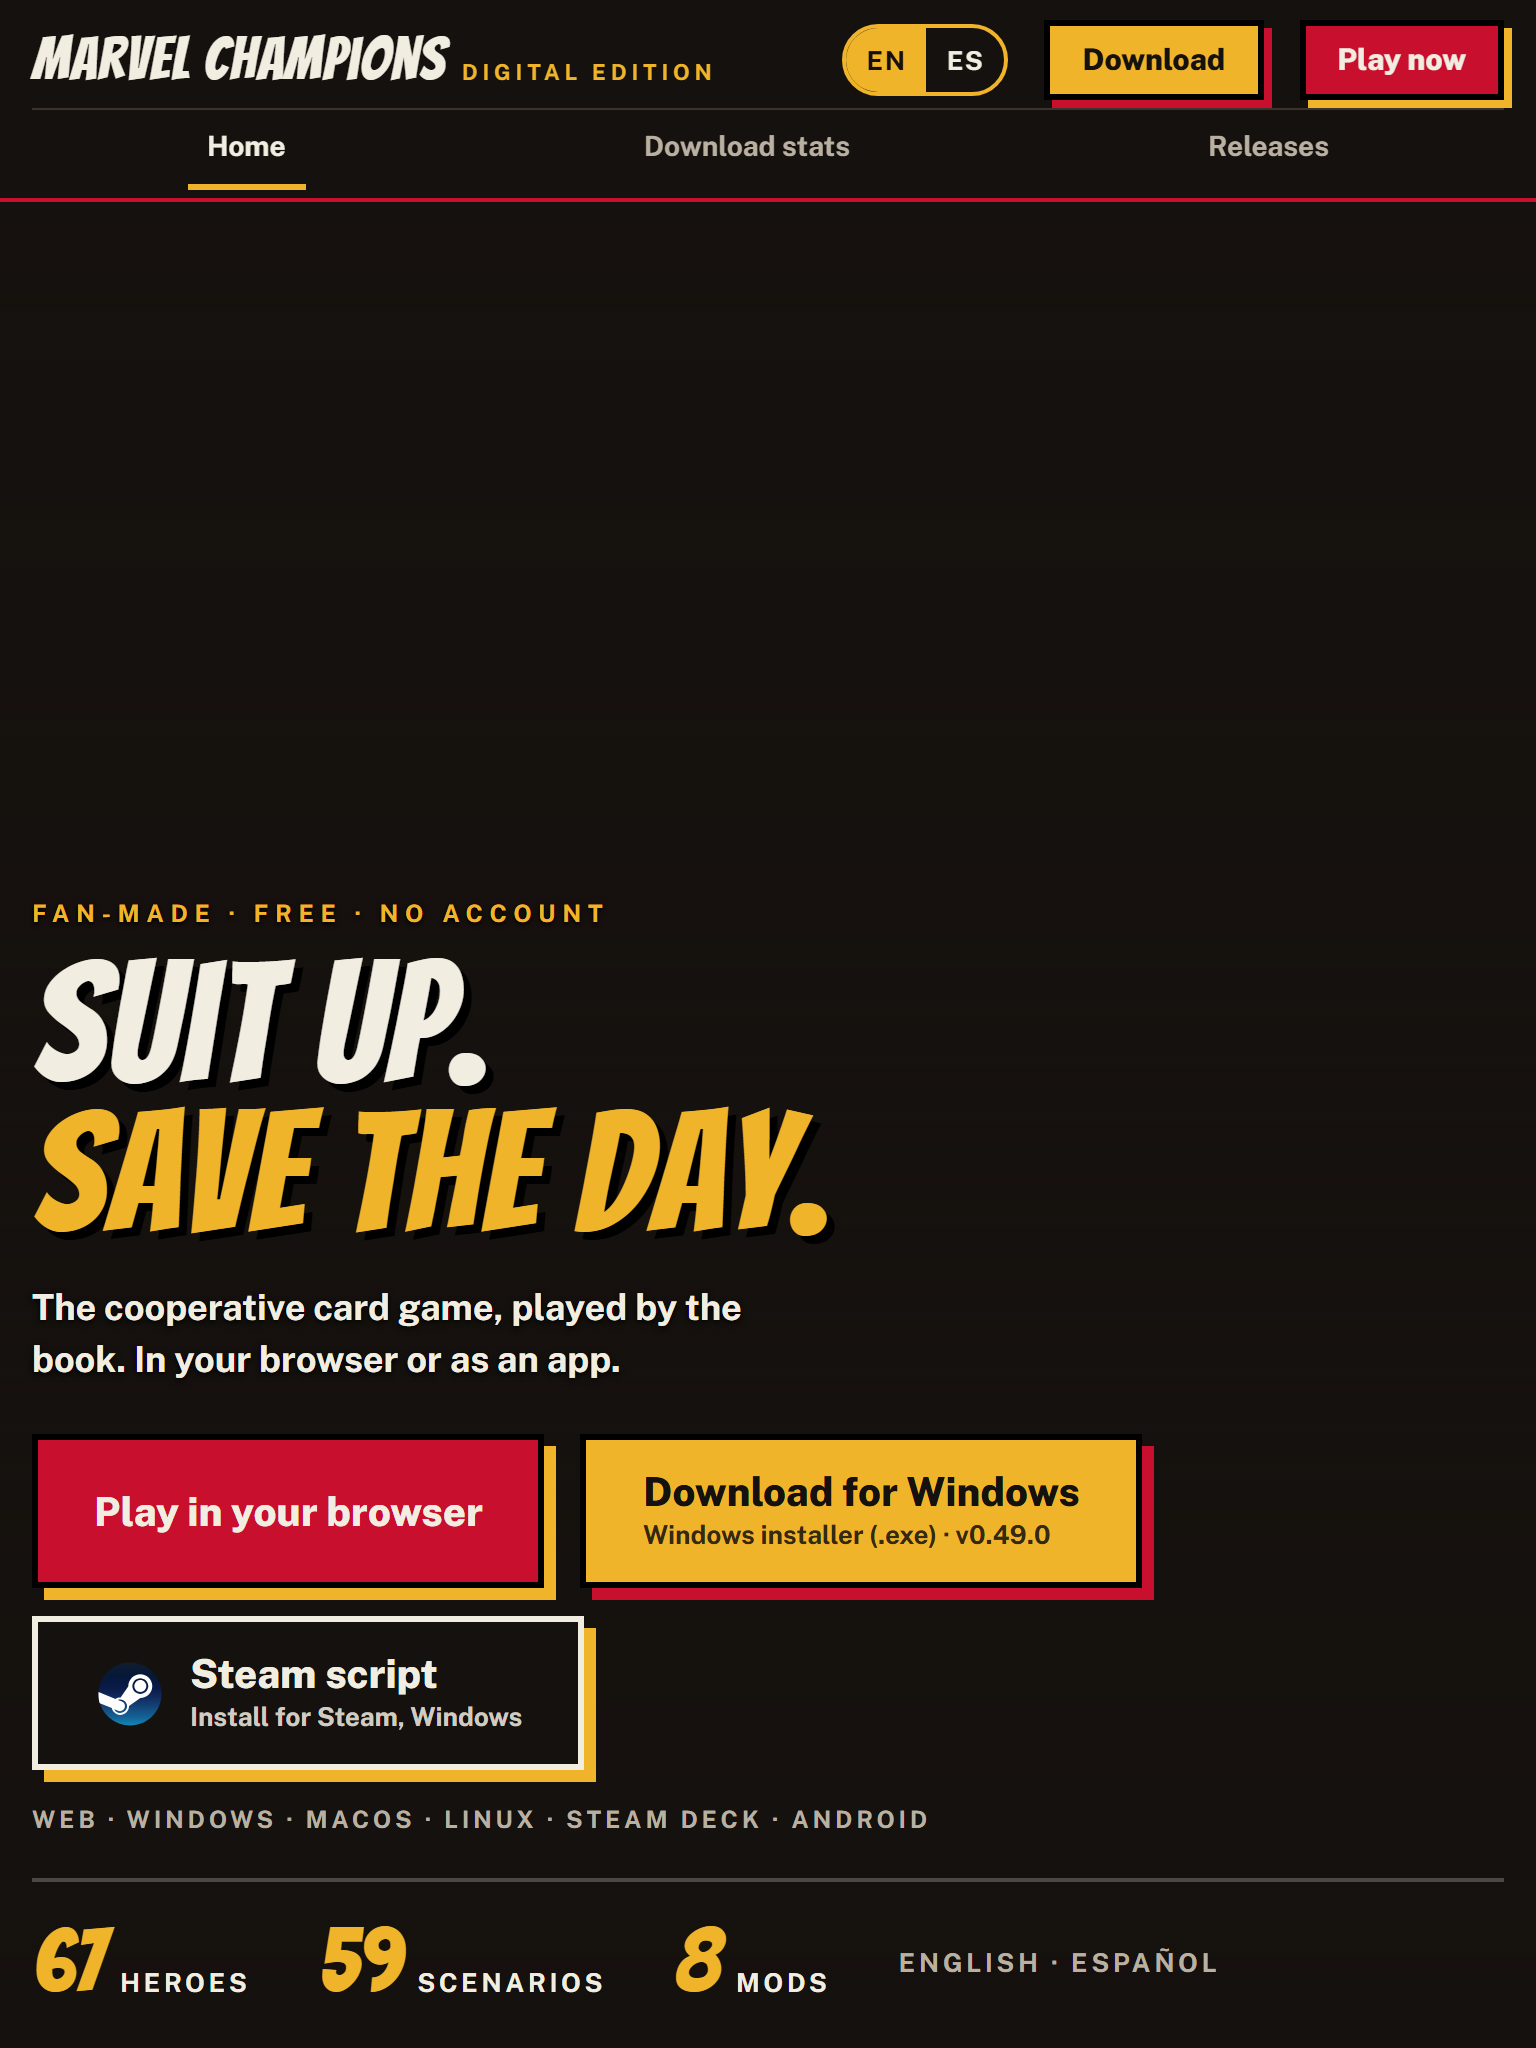 MARVEL CHAMPIONS DIGITAL EDITION
EN ES
Download
Play now
Home
Download stats
Releases
FAN-MADE · FREE · NO ACCOUNT
SUIT UP.
SAVE THE DAY.
The cooperative card game, played by the
book. In your browser or as an app.
Play in your browser
Download for Windows
Windows installer (.exe) · v0.49.0
Steam script
Install for Steam, Windows
WEB · WINDOWS · MACOS · LINUX · STEAM DECK · ANDROID
67 HEROES
59 SCENARIOS
8 MODS
ENGLISH · ESPAÑOL